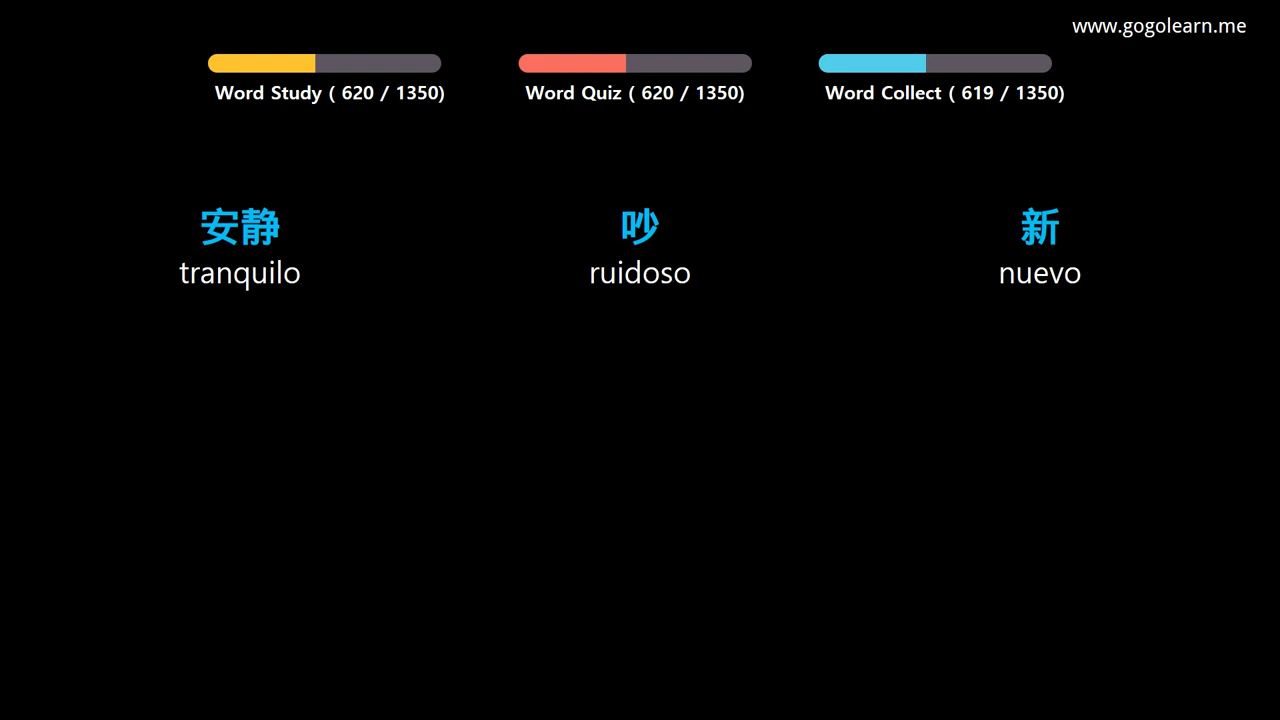 www.gogolearn.me
Word Study ( 620 / 1350)
Word Quiz ( 620 / 1350)
Word Collect ( 619 / 1350)
安静
tranquilo
吵
ruidoso
新
nuevo